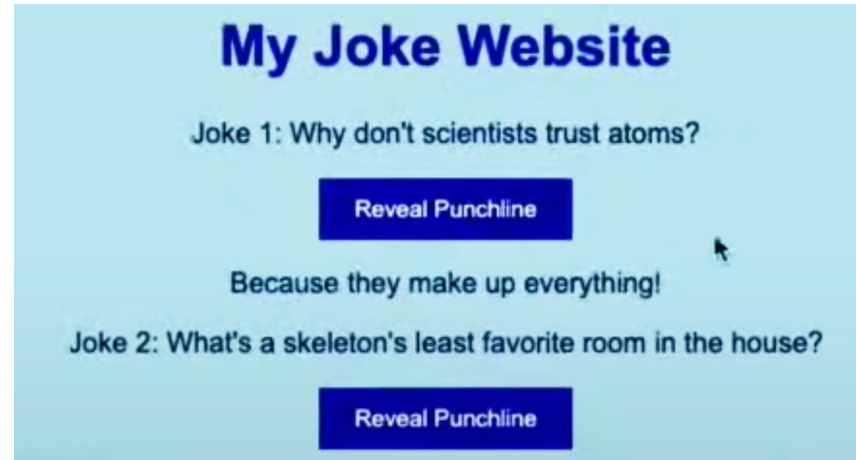 My Joke Website
Joke 1: Why don't scientists trust atoms?
Reveal Punchline
Because they make up everything!
Joke 2: What's a skeleton's least favorite room in the house?
Reveal Punchline